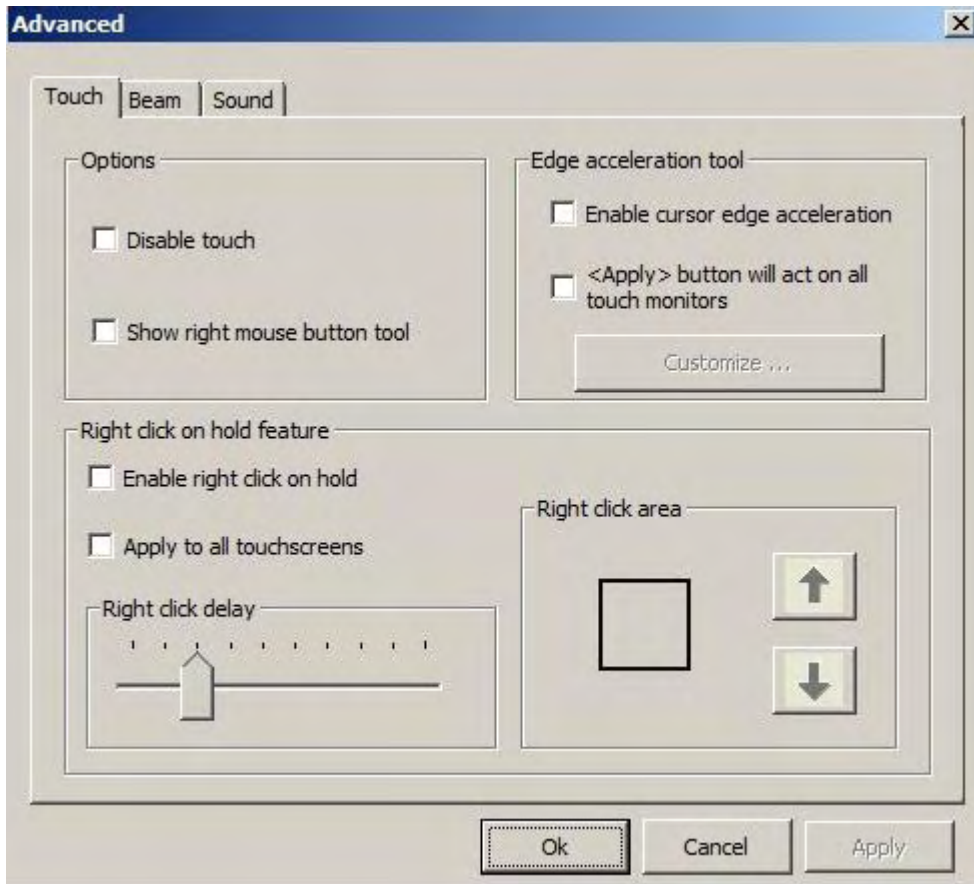 Advanced
Touch
Beam
Sound
Options
Disable touch
Show right mouse button tool
Edge acceleration tool
Enable cursor edge acceleration
<Apply> button will act on all
touch monitors
Customize ...
Right click on hold feature
Enable right click on hold
Apply to all touchscreens
Right click delay
Right click area
Ok
Cancel
Apply